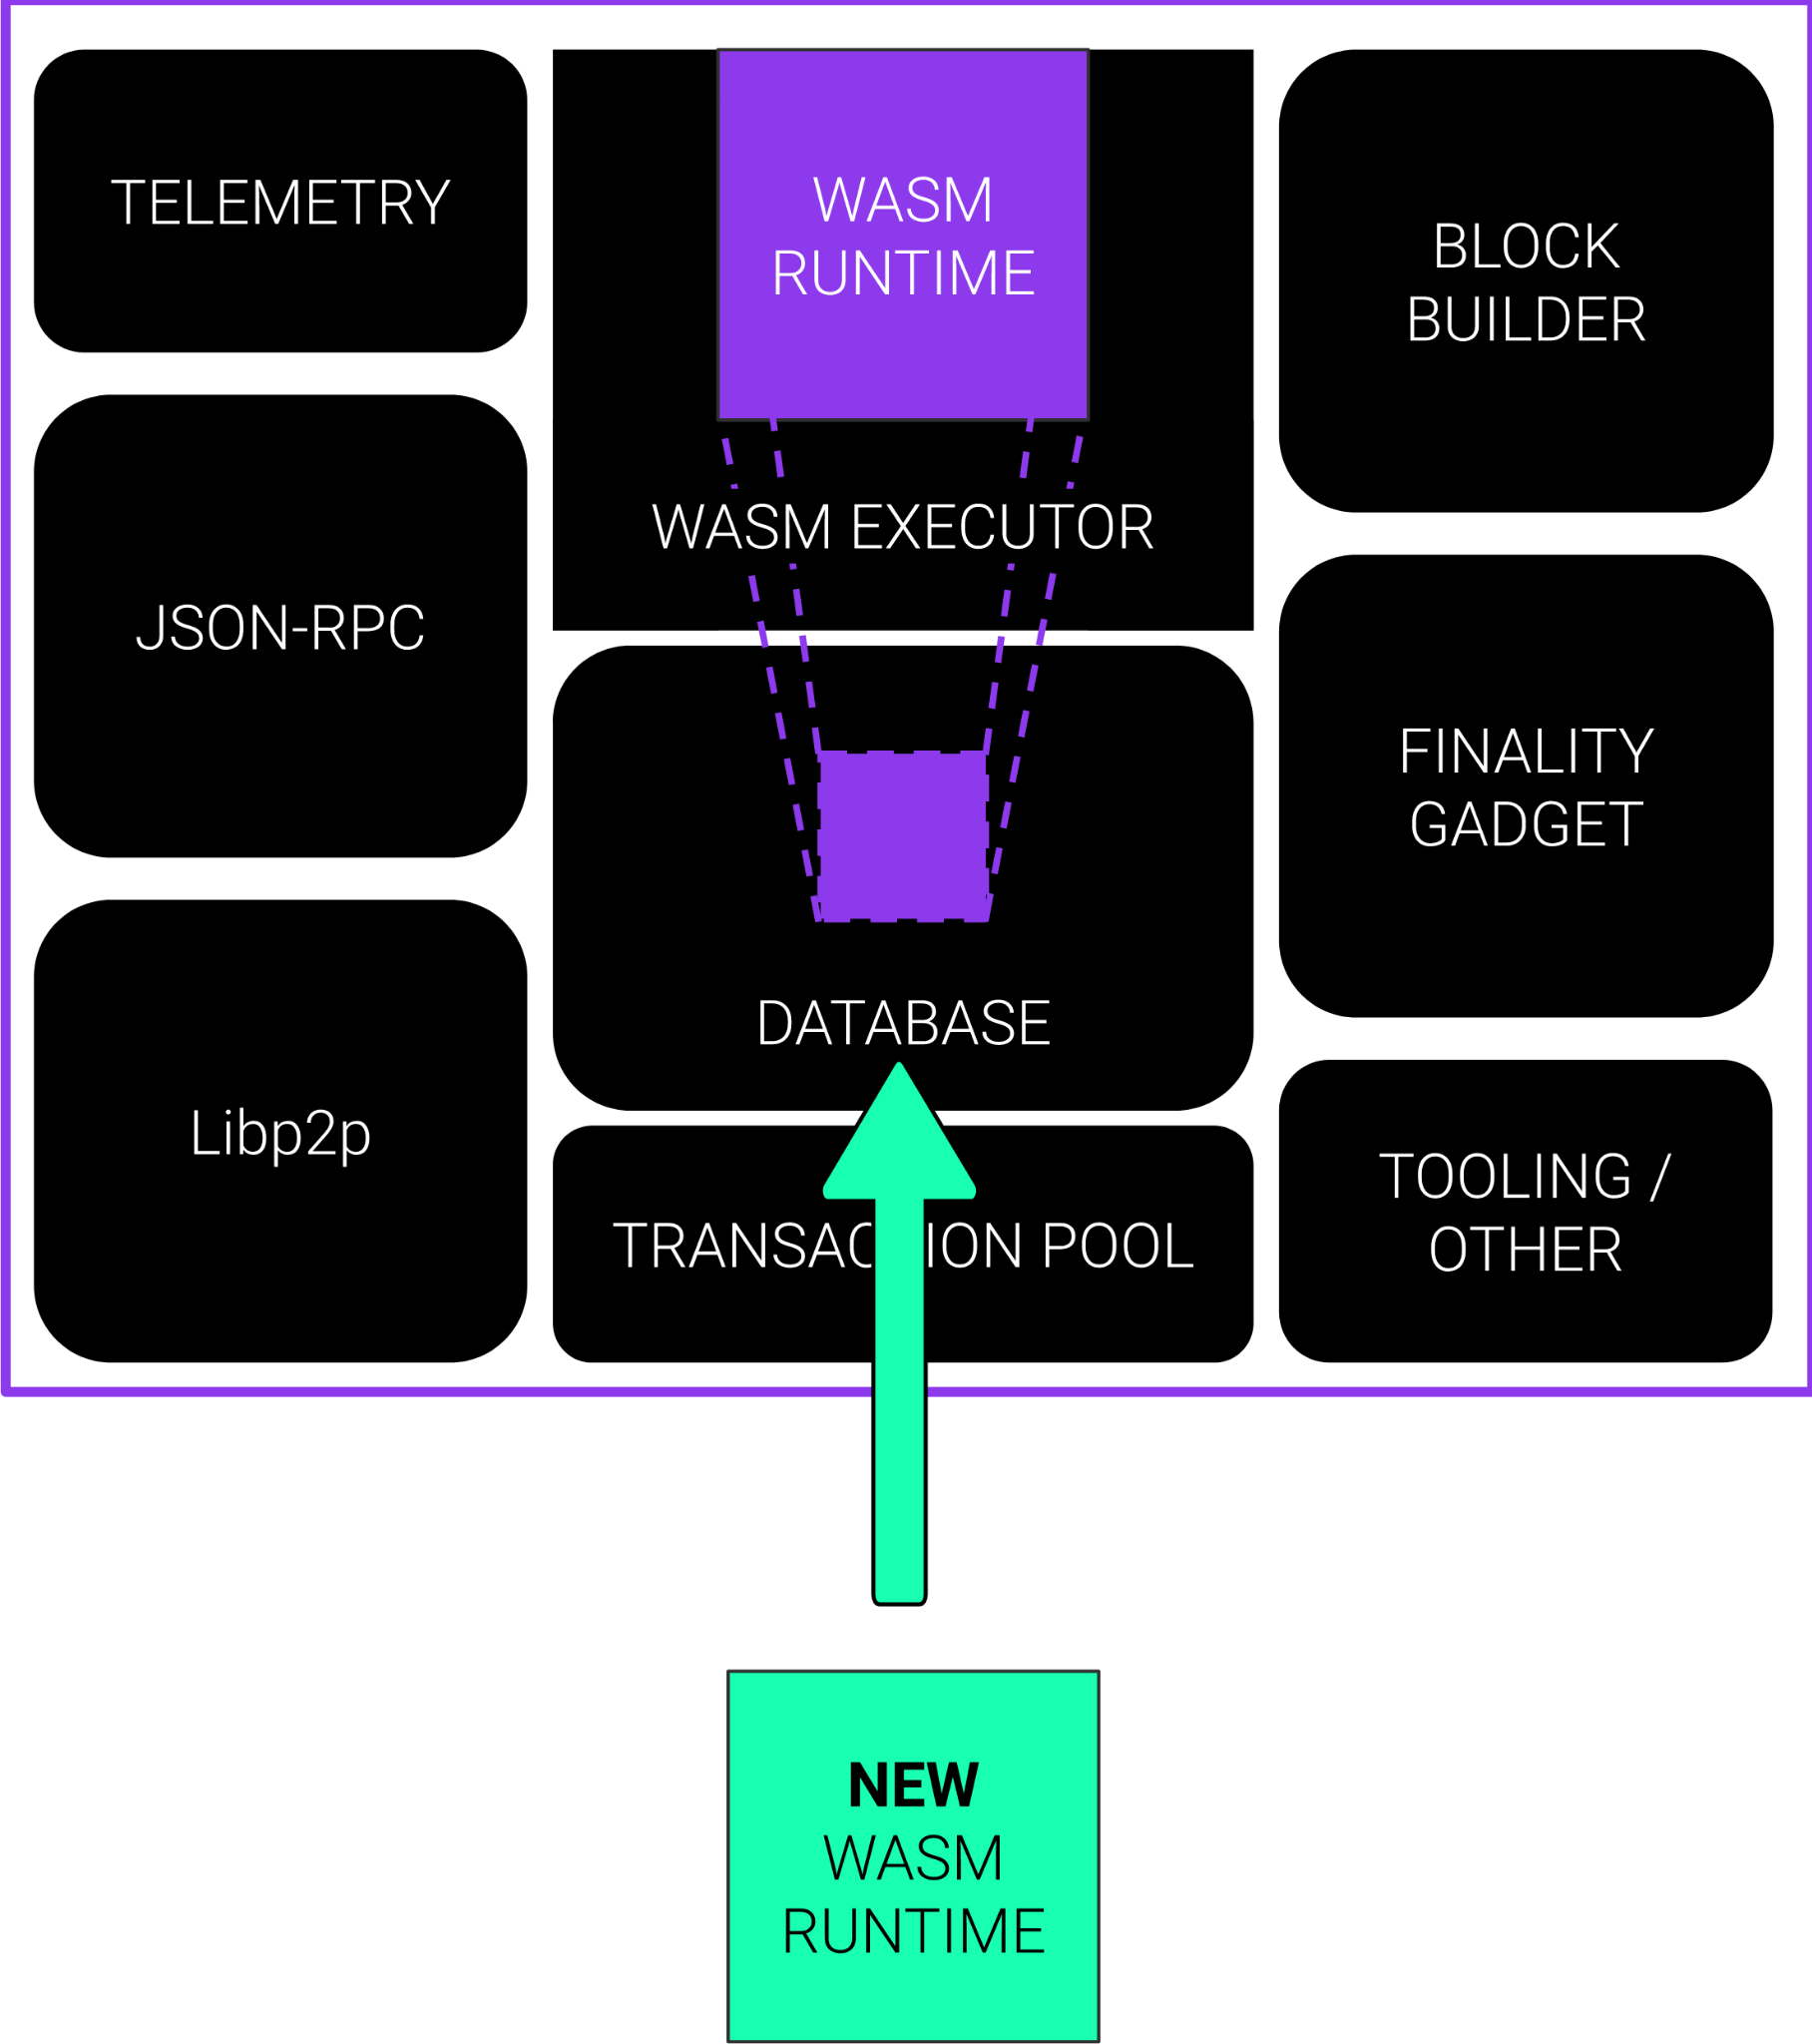 TELEMETRY
JSON-RPC
Libp2p
WASM
RUNTIME
WASM EXECUTOR
DATABASE
TRANSAC ION POOL
BLOCK
BUILDER
FINALITY
GADGET
TOOLING /
OTHER
NEW
WASM
RUNTIME